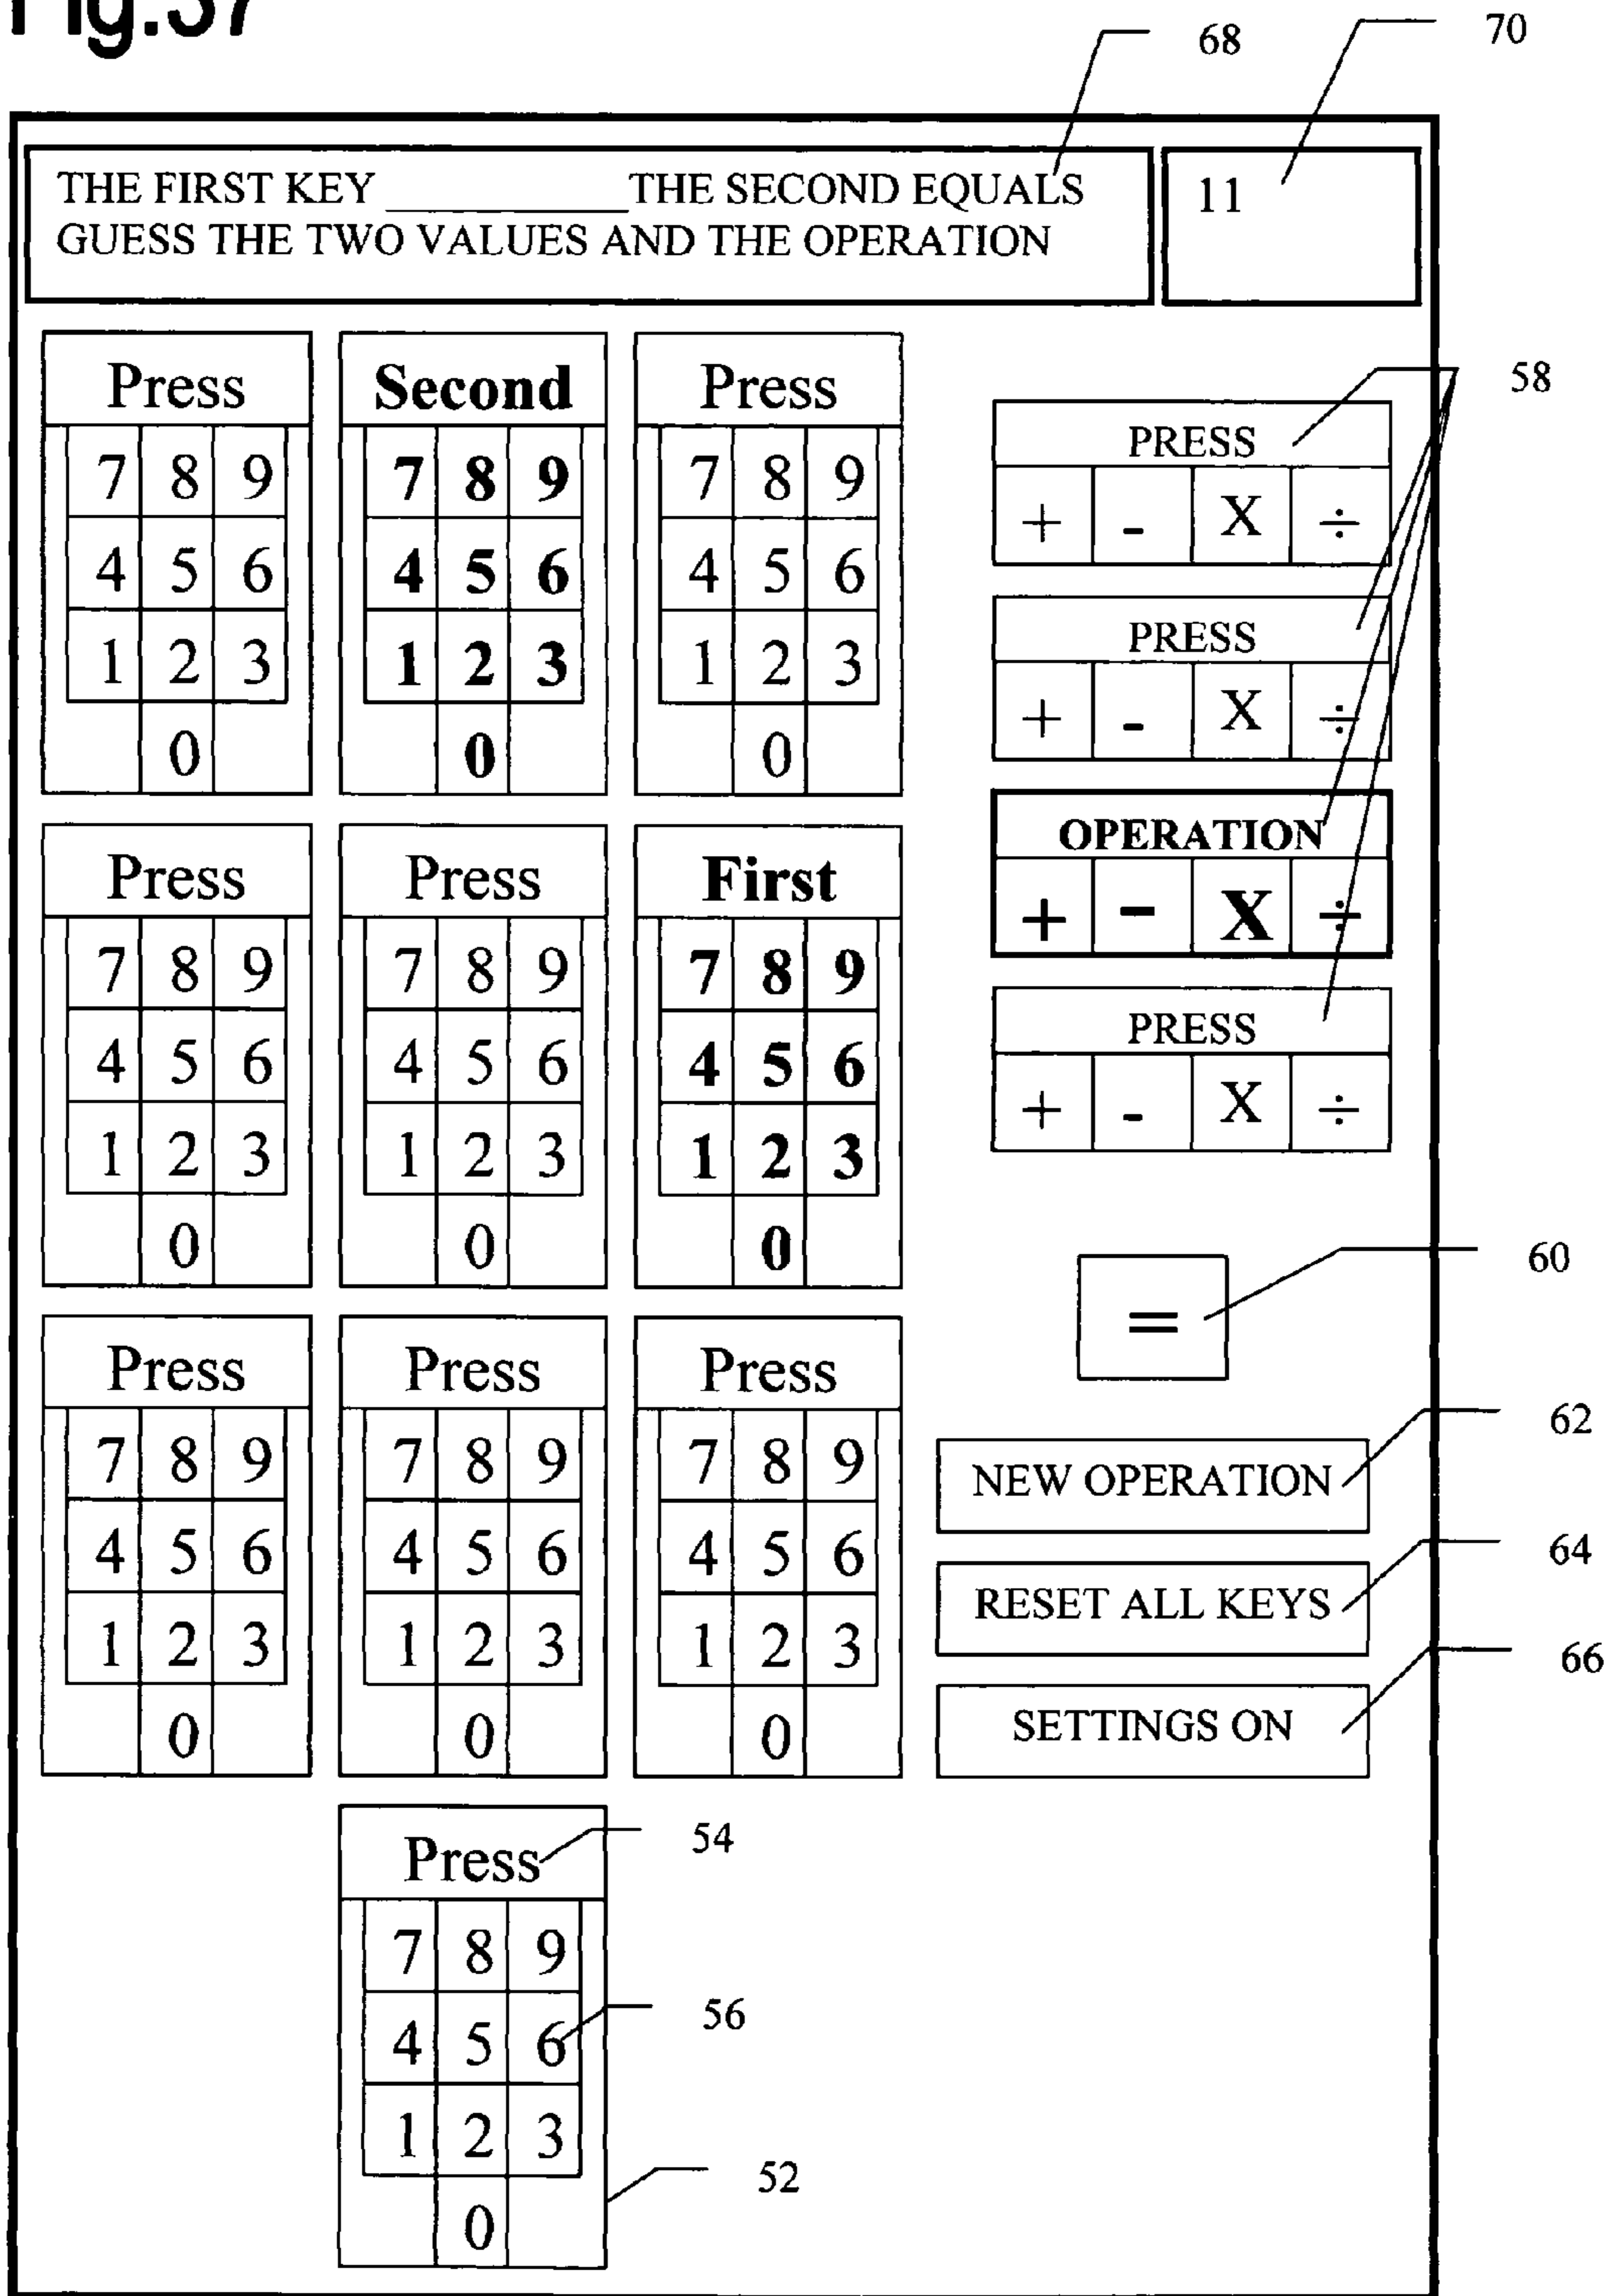 Fig.37
68
70
THE FIRST KEY __________THE SECOND EQUALS
GUESS THE TWO VALUES AND THE OPERATION
11
Press
7 8 9
4 5 6
1 2 3
0
Second
7 8 9
4 5 6
1 2 3
0
Press
7 8 9
4 5 6
1 2 3
0
58
PRESS
+ - X ÷
PRESS
+ - X ÷
OPERATION
+ - X ÷
PRESS
+ - X ÷
Press
7 8 9
4 5 6
1 2 3
0
Press
7 8 9
4 5 6
1 2 3
0
First
7 8 9
4 5 6
1 2 3
0
=
60
Press
7 8 9
4 5 6
1 2 3
0
Press
7 8 9
4 5 6
1 2 3
0
Press
7 8 9
4 5 6
1 2 3
0
62
NEW OPERATION
64
RESET ALL KEYS
66
SETTINGS ON
Press
54
7 8 9
4 5 6
56
1 2 3
52
0